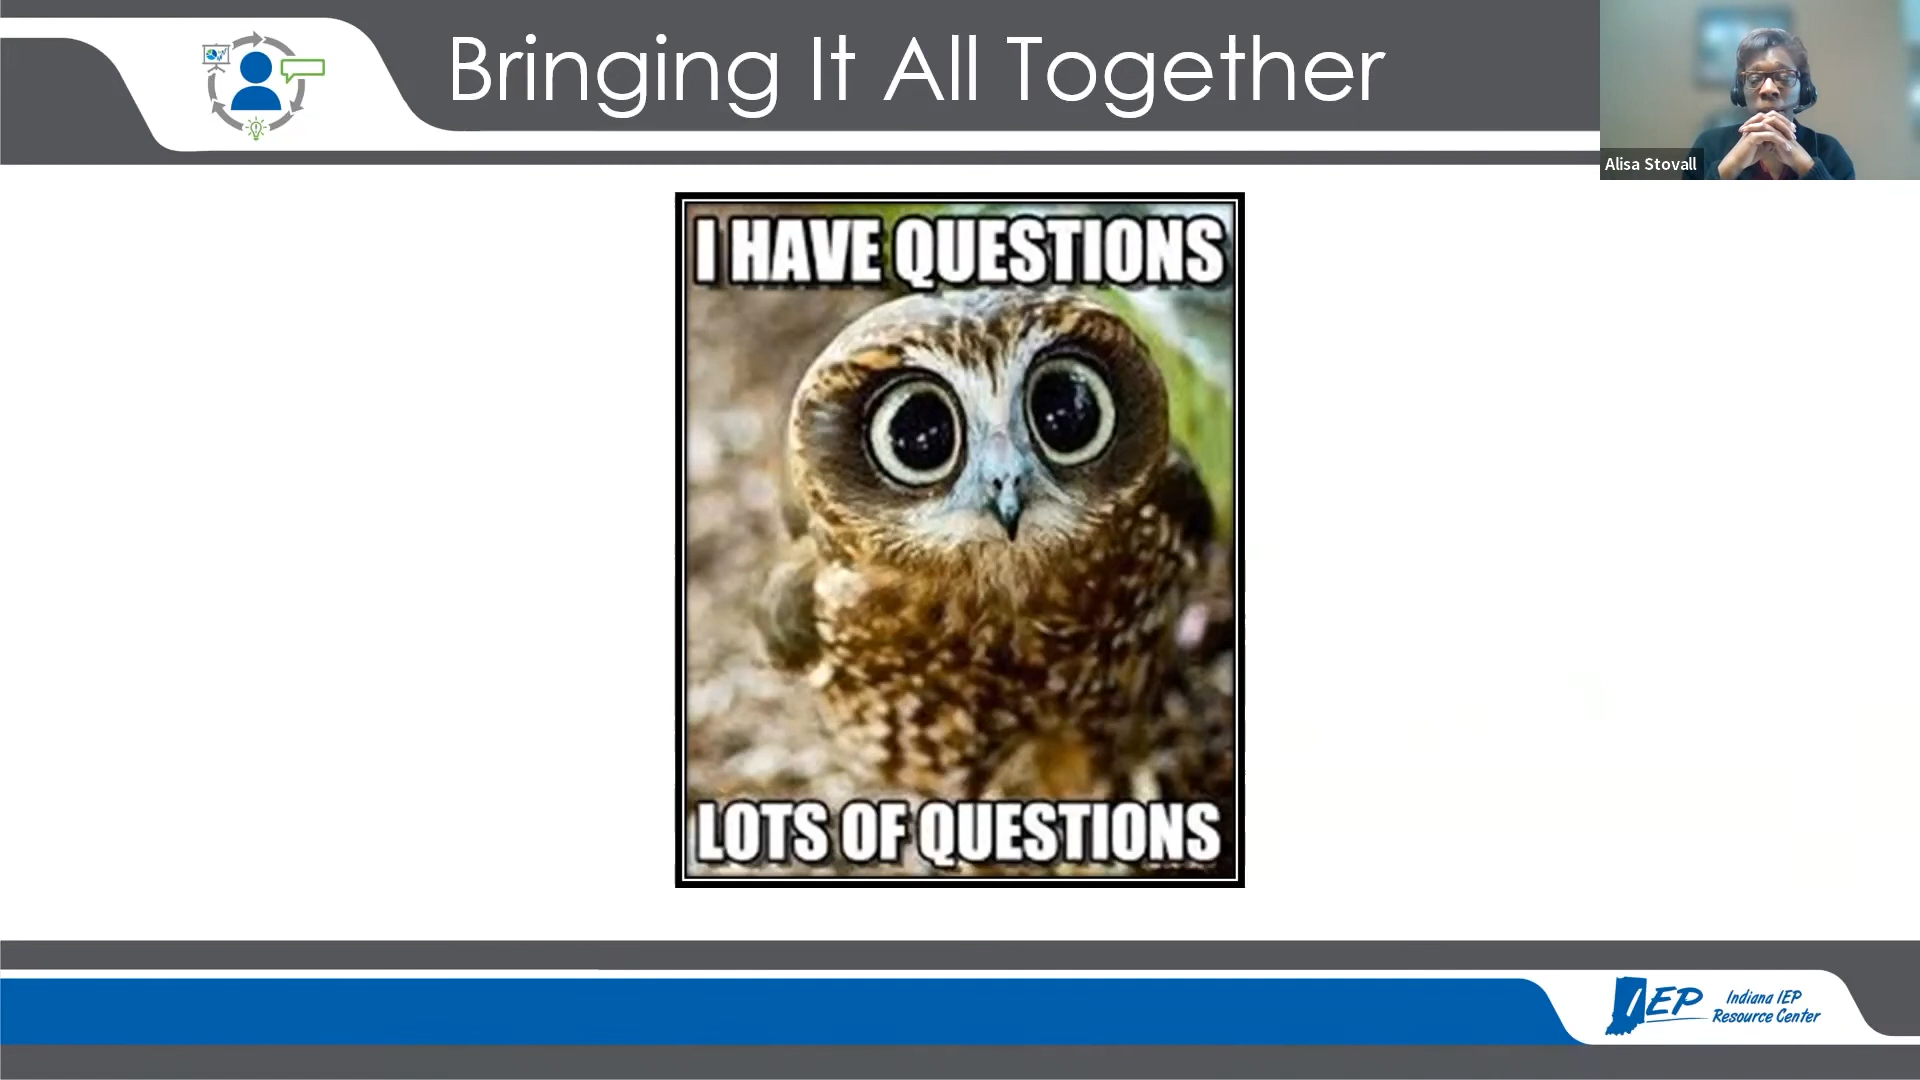 Bringing It All Together
Alisa Stovall
I HAVE QUESTIONS
LOTS OF QUESTIONS
IEP Indiana IEP
Resource Center